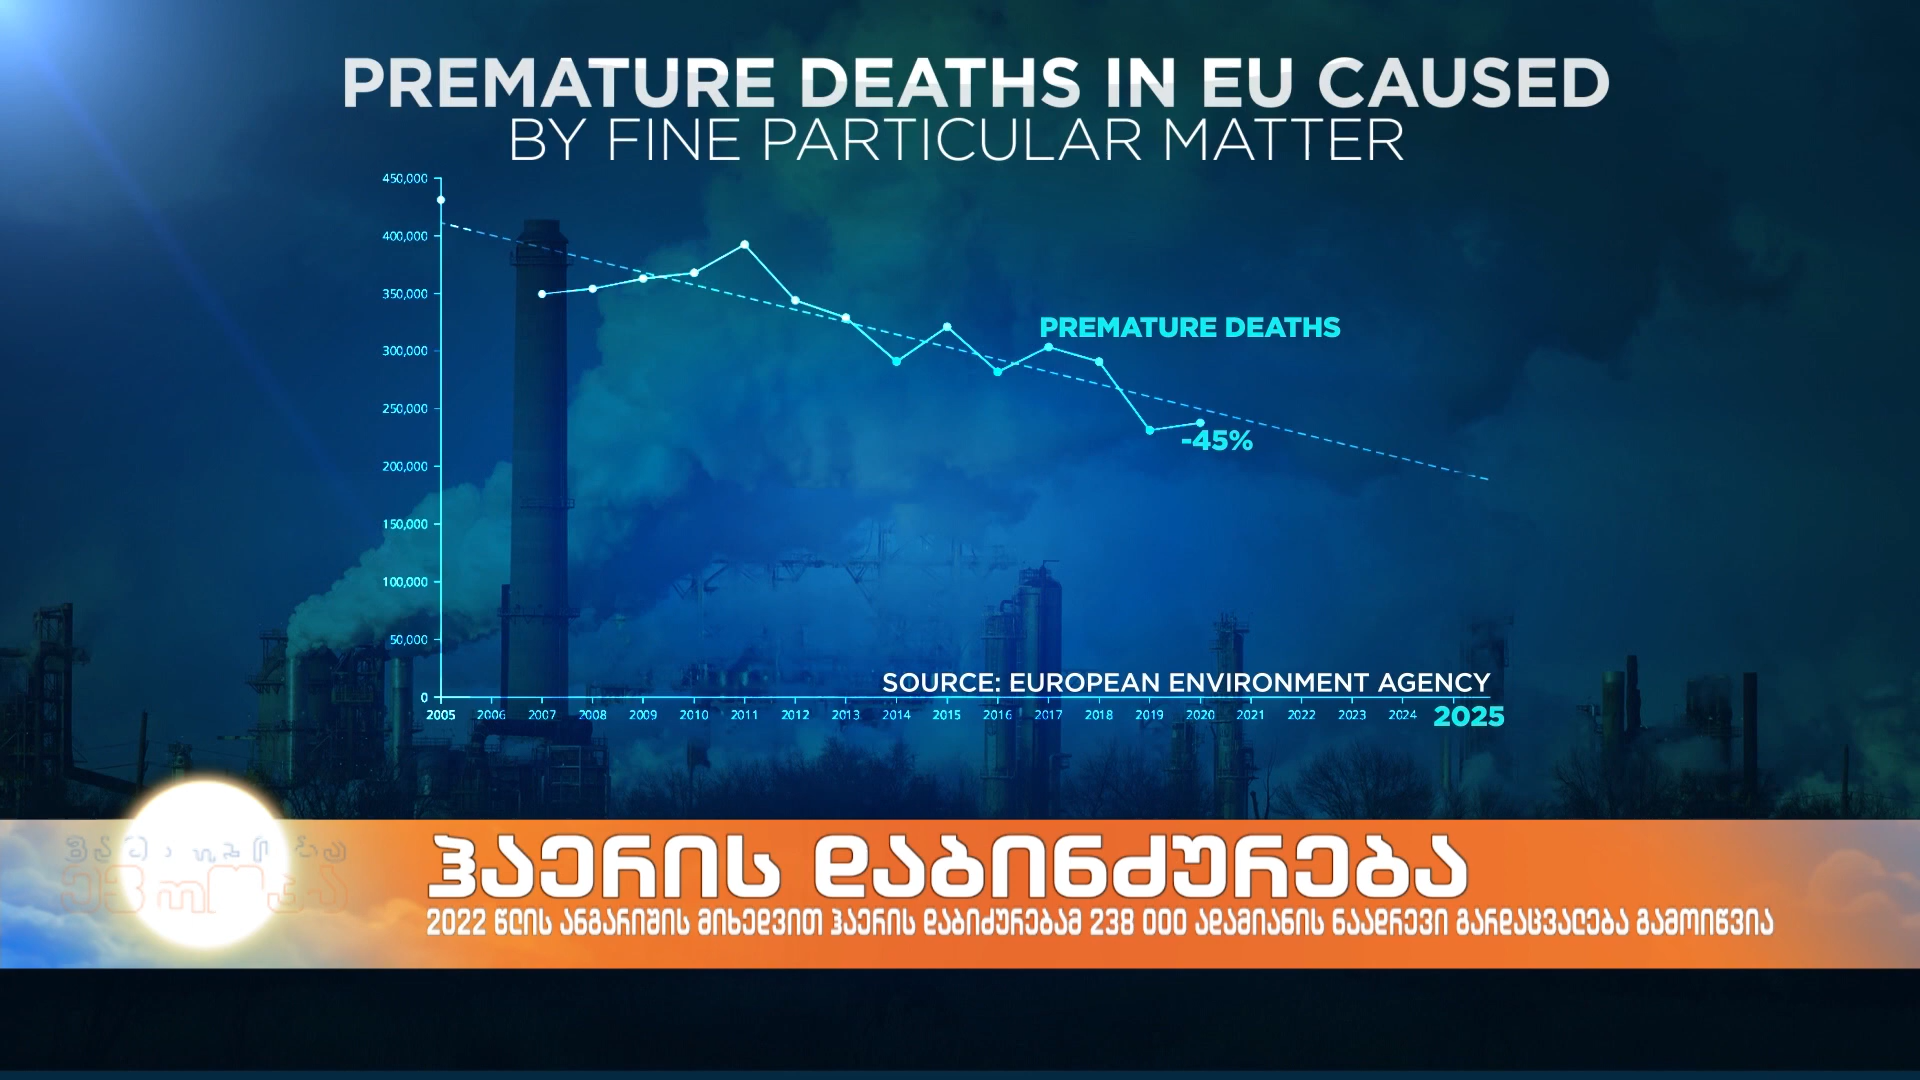 PREMATURE DEATHS IN EU CAUSED
BY FINE PARTICULAR MATTER
450,000
400,000
350,000
300,000
250,000
200,000
150,000
100,000
50,000
0
PREMATURE DEATHS
-45%
SOURCE: EUROPEAN ENVIRONMENT AGENCY
2005 2006 2007 2008 2009 2010 2011 2012 2013 2014 2015 2016 2017 2018 2019 2020 2021 2022 2023 2024 2025
ჰაერის დაბინძურება
2022 წლის ანგარიშის მიხედვით ჰაერის დაბიძურებამ 238 000 ადამიანის ნაადრევი გარდაცვალება გამოიწვია